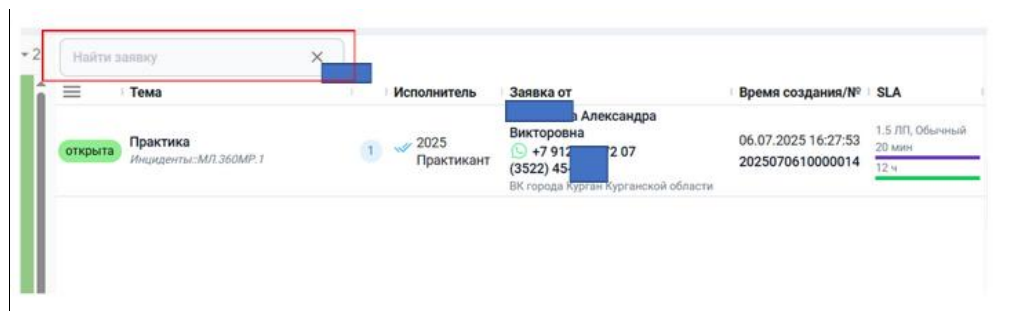 2
Найти заявку
Тема
Исполнитель
Заявка от
Время создания/№
SLA
открыта
Практика
Инциденты::МЛ.360МР.1
1
2025
Практикант
Александра
Викторовна
+7 912 2 07
(3522) 45-
ВК города Курган Курганской области
06.07.2025 16:27:53
2025070610000014
1.5 ЛП, Обычный
20 мин
12 ч